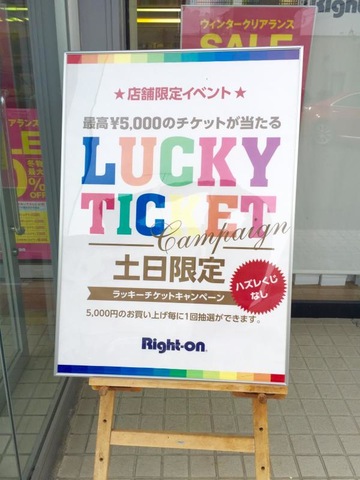 ウィンタークリアランス
SALE
Right-on
★店舗限定イベント★
最高¥5,000のチケットが当たる
LUCKY
TICKET
Campaign
土日限定
ラッキーチケットキャンペーン
ハズレくじ
なし
5,000円のお買い上げ毎に1回抽選ができます。
Right-on